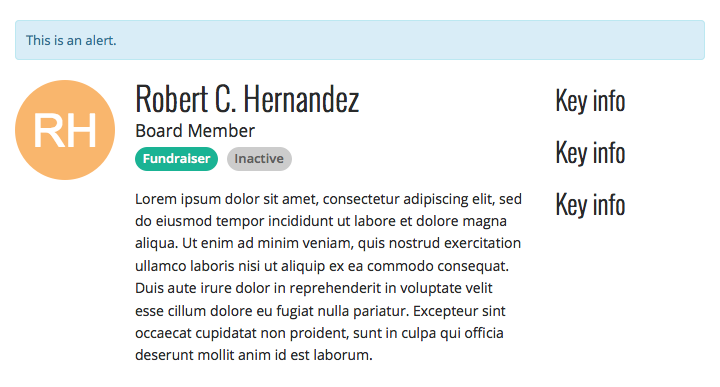 This is an alert.
RH
Robert C. Hernandez
Board Member
Fundraiser Inactive
Lorem ipsum dolor sit amet, consectetur adipiscing elit, sed
do eiusmod tempor incididunt ut labore et dolore magna
aliqua. Ut enim ad minim veniam, quis nostrud exercitation
ullamco laboris nisi ut aliquip ex ea commodo consequat.
Duis aute irure dolor in reprehenderit in voluptate velit
esse cillum dolore eu fugiat nulla pariatur. Excepteur sint
occaecat cupidatat non proident, sunt in culpa qui officia
deserunt mollit anim id est laborum.
Key info
Key info
Key info